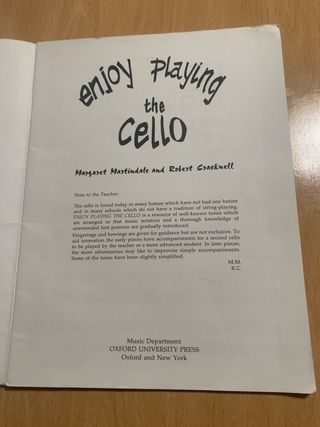 enjoy playing
the
cello
Margaret Martindale and Robert Cracknell
Note to the Teacher:
The cello is found today in many homes which have not had one before
and in many schools which do not have a tradition of string-playing.
ENJOY PLAYING THE CELLO is a resource of well-known tunes which
are arranged so that music notation and a thorough knowledge of
unextended first position are gradually introduced.
Fingerings and bowings are given for guidance but are not exclusive. To
aid intonation the early pieces have accompaniments for a second cello
to be played by the teacher or a more advanced student. In later pieces,
the more adventurous may like to improvise simple accompaniments.
Some of the tunes have been slightly simplified.
M.M.
R.C.
Music Department
OXFORD UNIVERSITY PRESS
Oxford and New York